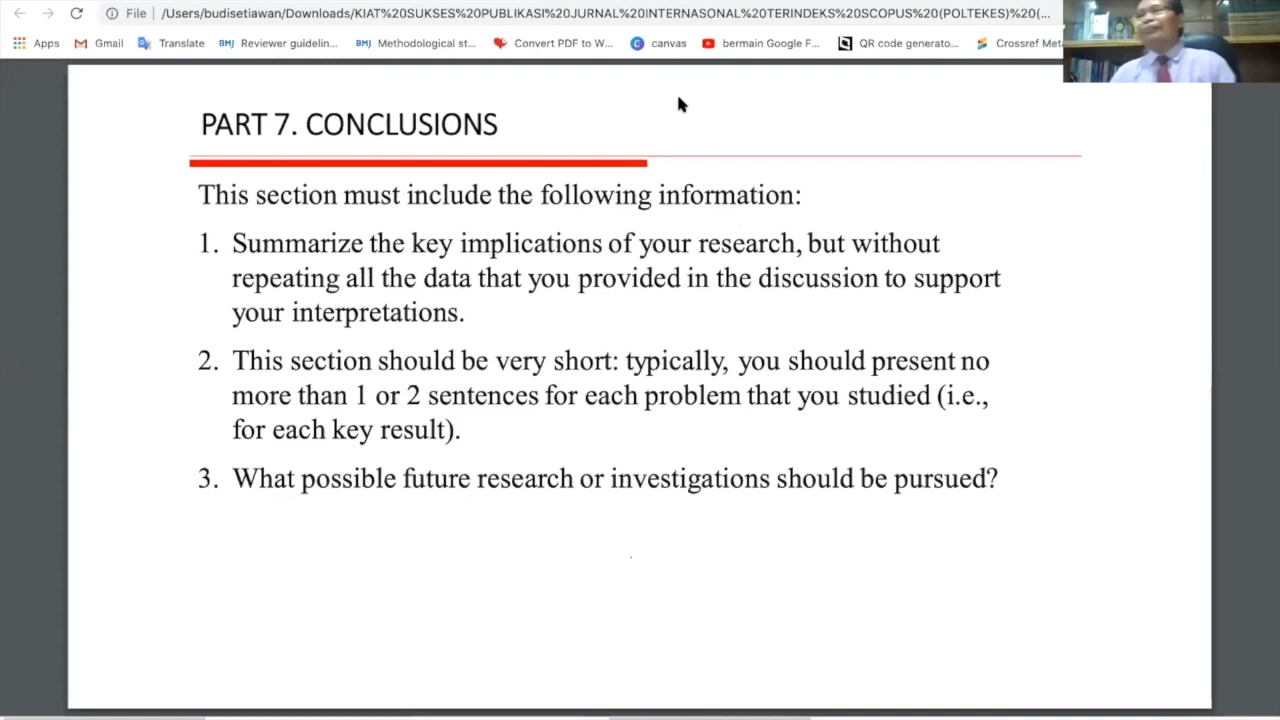 File
/Users/budisetiawan/Downloads/KIAT%20SUKSES%20PUBLIKASI%20JURNAL%20INTERNASONAL%20TERINDEKS%20SCOPUS%20(POLTEKES)%20(...
Apps Gmail Translate BMJ Reviewer guidelin... BMJ Methodological st... Convert PDF to W... canvas bermain Google F... QR code generato... Crossref Meta
PART 7. CONCLUSIONS
This section must include the following information:
1. Summarize the key implications of your research, but without
repeating all the data that you provided in the discussion to support
your interpretations.
2. This section should be very short: typically, you should present no
more than 1 or 2 sentences for each problem that you studied (i.e.,
for each key result).
3. What possible future research or investigations should be pursued?